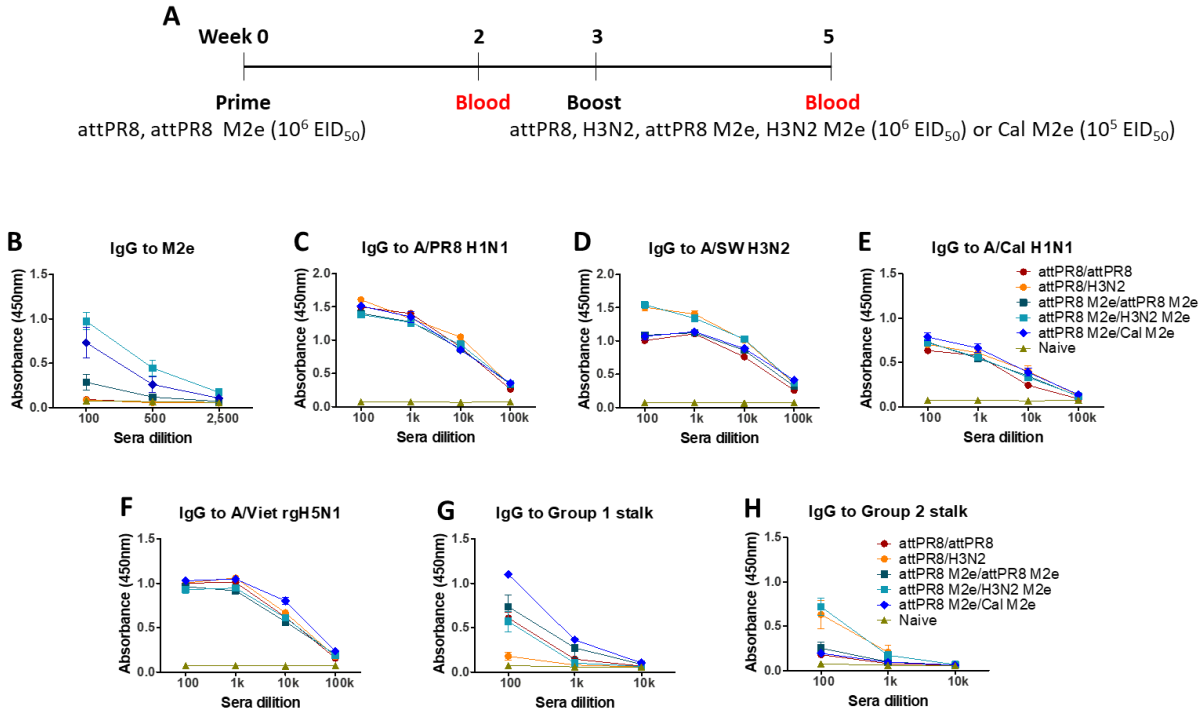 A
Week 0 2 3 5
Prime Blood Boost Blood
attPR8, attPR8 M2e (10⁶ EID₅₀) attPR8, H3N2, attPR8 M2e, H3N2 M2e (10⁶ EID₅₀) or Cal M2e (10⁵ EID₅₀)
B
IgG to M2e
Absorbance (450nm)
1.5
1.0
0.5
0.0
100 500 2,500
Sera dilition
C
IgG to A/PR8 H1N1
Absorbance (450nm)
2.0
1.5
1.0
0.5
0.0
100 1k 10k 100k
Sera dilition
D
IgG to A/SW H3N2
Absorbance (450nm)
2.0
1.5
1.0
0.5
0.0
100 1k 10k 100k
Sera dilition
E
IgG to A/Cal H1N1
Absorbance (450nm)
1.5
1.0
0.5
0.0
100 1k 10k 100k
Sera dilition
attPR8/attPR8
attPR8/H3N2
attPR8 M2e/attPR8 M2e
attPR8 M2e/H3N2 M2e
attPR8 M2e/Cal M2e
Naive
F
IgG to A/Viet rgH5N1
Absorbance (450nm)
1.5
1.0
0.5
0.0
100 1k 10k 100k
Sera dilition
G
IgG to Group 1 stalk
Absorbance (450nm)
1.5
1.0
0.5
0.0
100 1k 10k
Sera dilition
H
IgG to Group 2 stalk
Absorbance (450nm)
1.5
1.0
0.5
0.0
100 1k 10k
Sera dilition
attPR8/attPR8
attPR8/H3N2
attPR8 M2e/attPR8 M2e
attPR8 M2e/H3N2 M2e
attPR8 M2e/Cal M2e
Naive